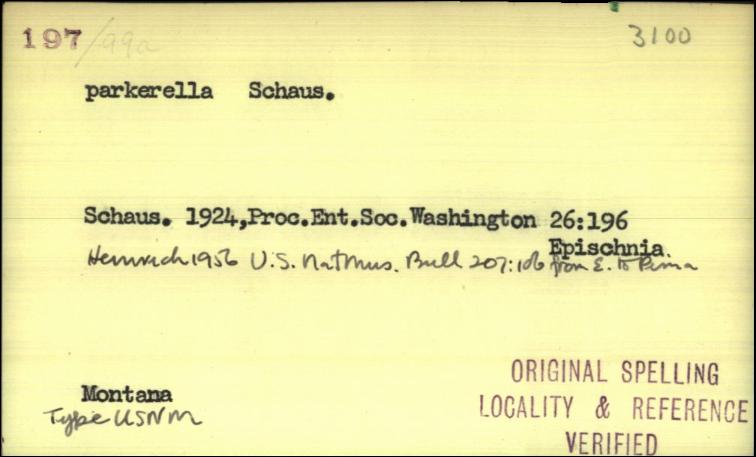 197/99a 3100
parkerella Schaus.
Schaus. 1924,Proc.Ent.Soc.Washington 26:196
Epischnia.
Heinrich 1956 U.S. Nat Mus. Bull 207:106 from E. to Pima
Montana
Type USNM
ORIGINAL SPELLING
LOCALITY & REFERENCE
VERIFIED